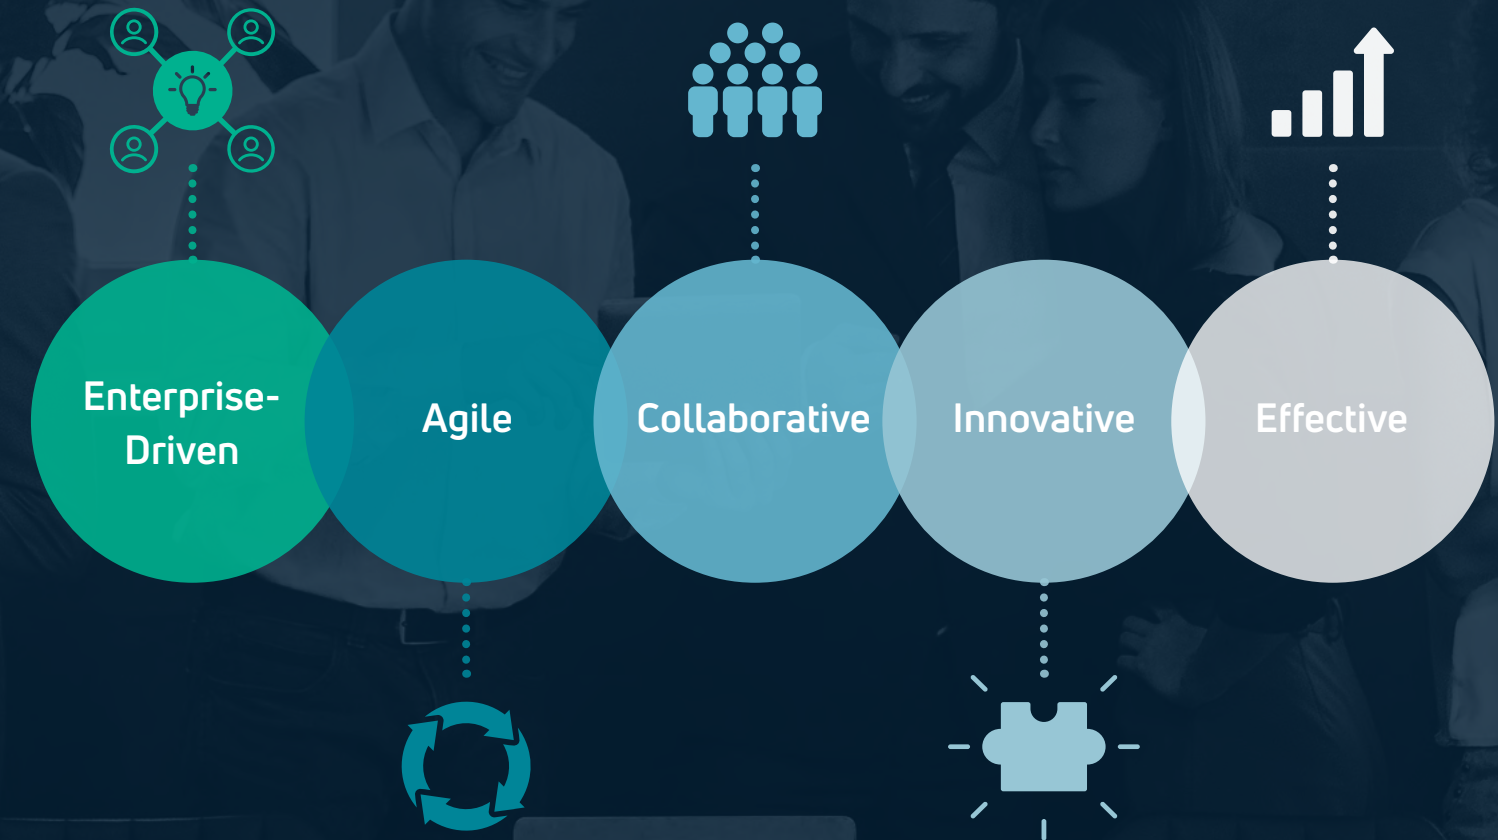 Enterprise-
Driven
Agile
Collaborative
Innovative
Effective